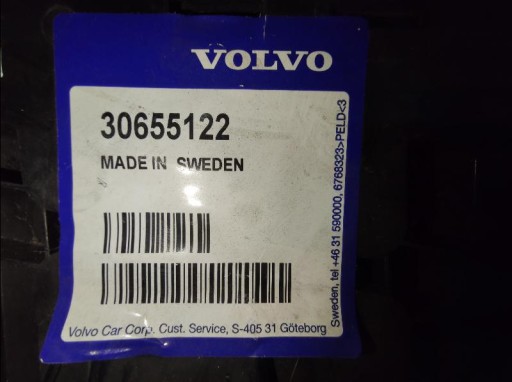 VOLVO
30655122
MADE IN SWEDEN
Volvo Car Corp. Cust. Service, S-405 31 Göteborg
Sweden, tel +46 31 590000, 6768323>PELD<3